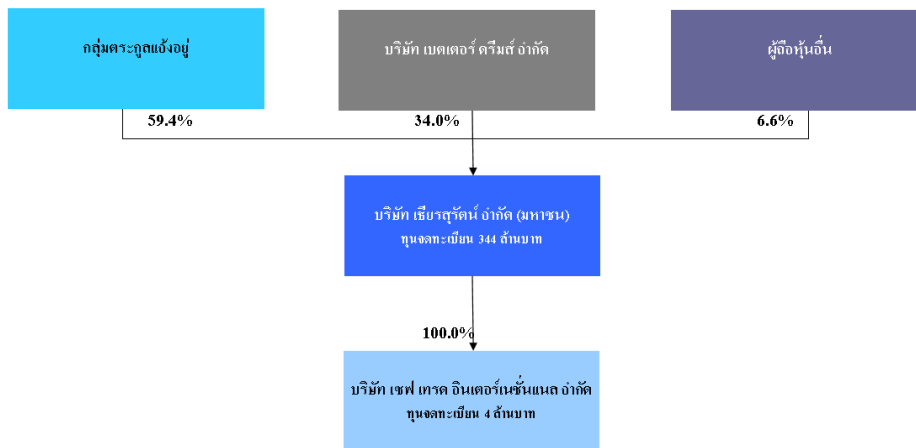 กลุ่มตระกูลแจ้งอยู่
บริษัท เบตเตอร์ ดรีมส์ จำกัด
ผู้ถือหุ้นอื่น
59.4%
34.0%
6.6%
บริษัท เธียรสุรัตน์ จำกัด (มหาชน)
ทุนจดทะเบียน 344 ล้านบาท
100.0%
บริษัท เซฟ เทรด อินเตอร์เนชั่นแนล จำกัด
ทุนจดทะเบียน 4 ล้านบาท